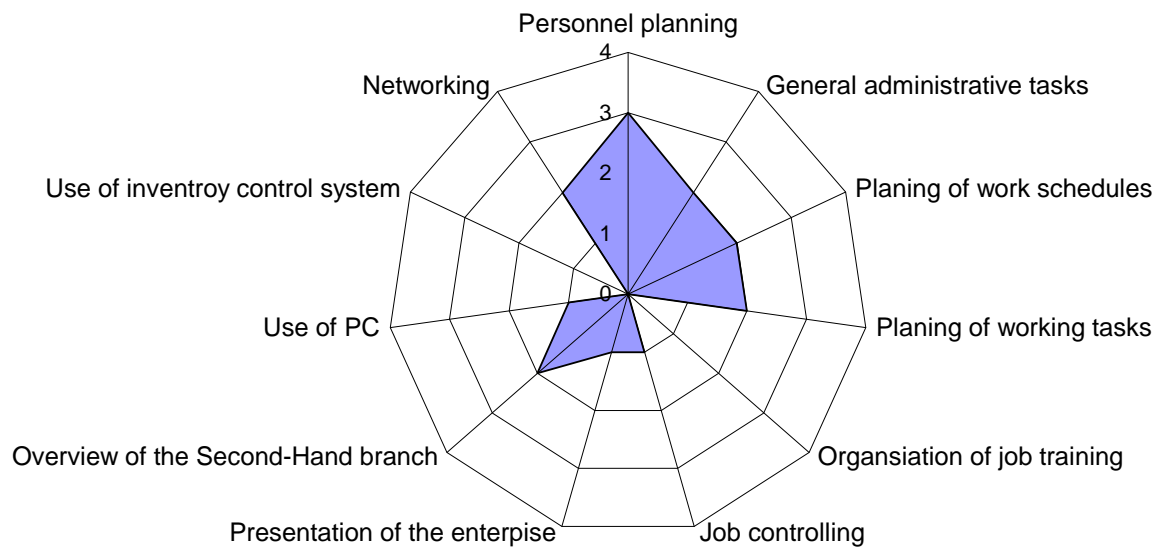 Personnel planning
4
Networking
General administrative tasks
3
2
Use of inventroy control system
Planing of work schedules
1
0
Use of PC
Planing of working tasks
Overview of the Second-Hand branch
Organsiation of job training
Presentation of the enterpise
Job controlling